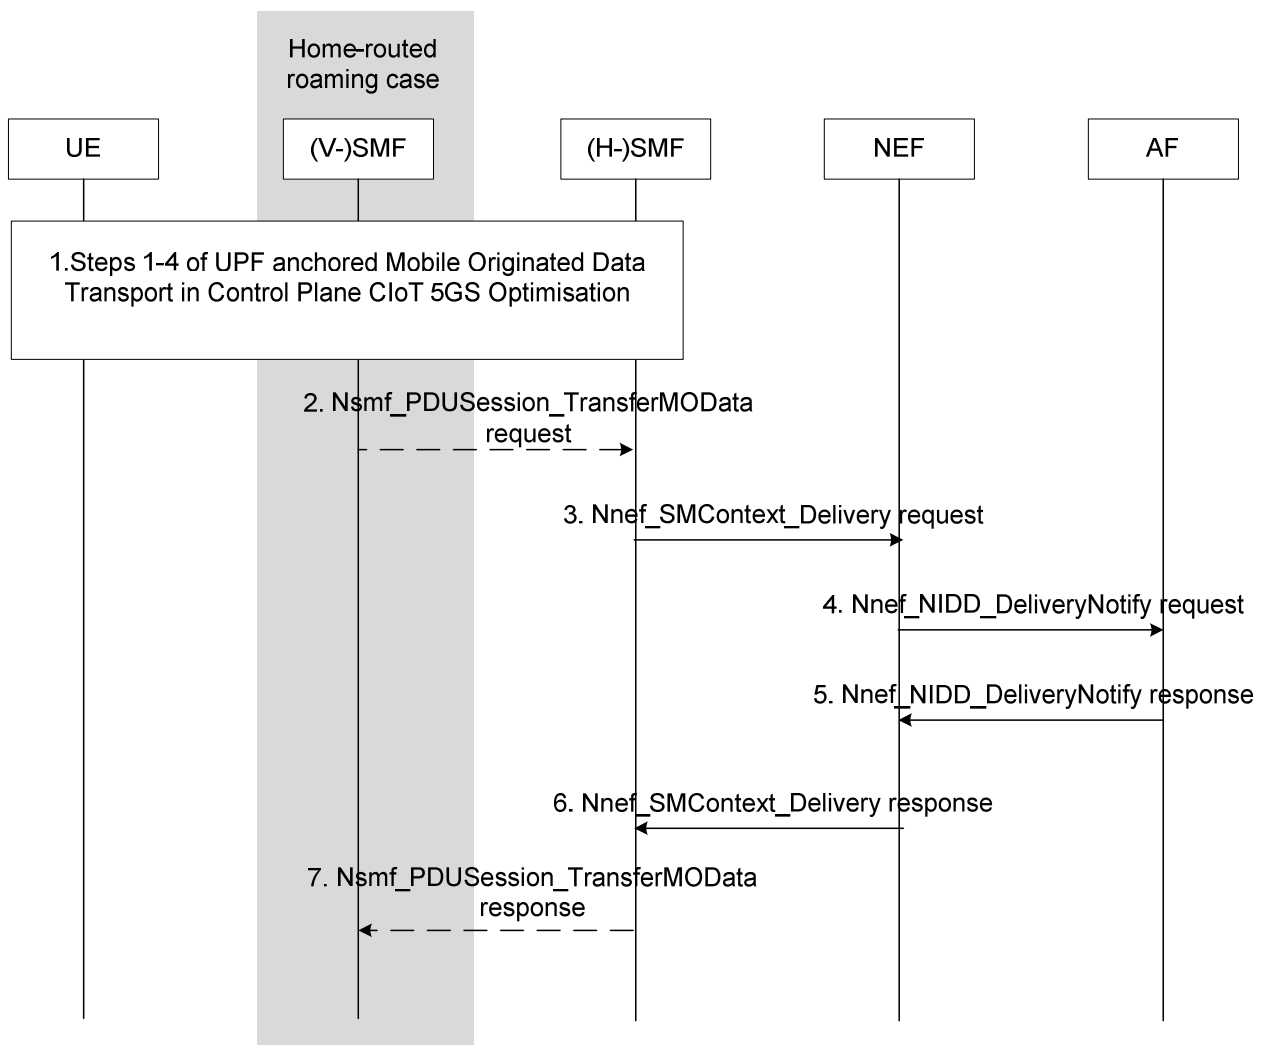 Home-routed
roaming case
UE
(V-)SMF
(H-)SMF
NEF
AF
1.Steps 1-4 of UPF anchored Mobile Originated Data
Transport in Control Plane CIoT 5GS Optimisation
2. Nsmf_PDUSession_TransferMOData
request
3. Nnef_SMContext_Delivery request
4. Nnef_NIDD_DeliveryNotify request
5. Nnef_NIDD_DeliveryNotify response
6. Nnef_SMContext_Delivery response
7. Nsmf_PDUSession_TransferMOData
response